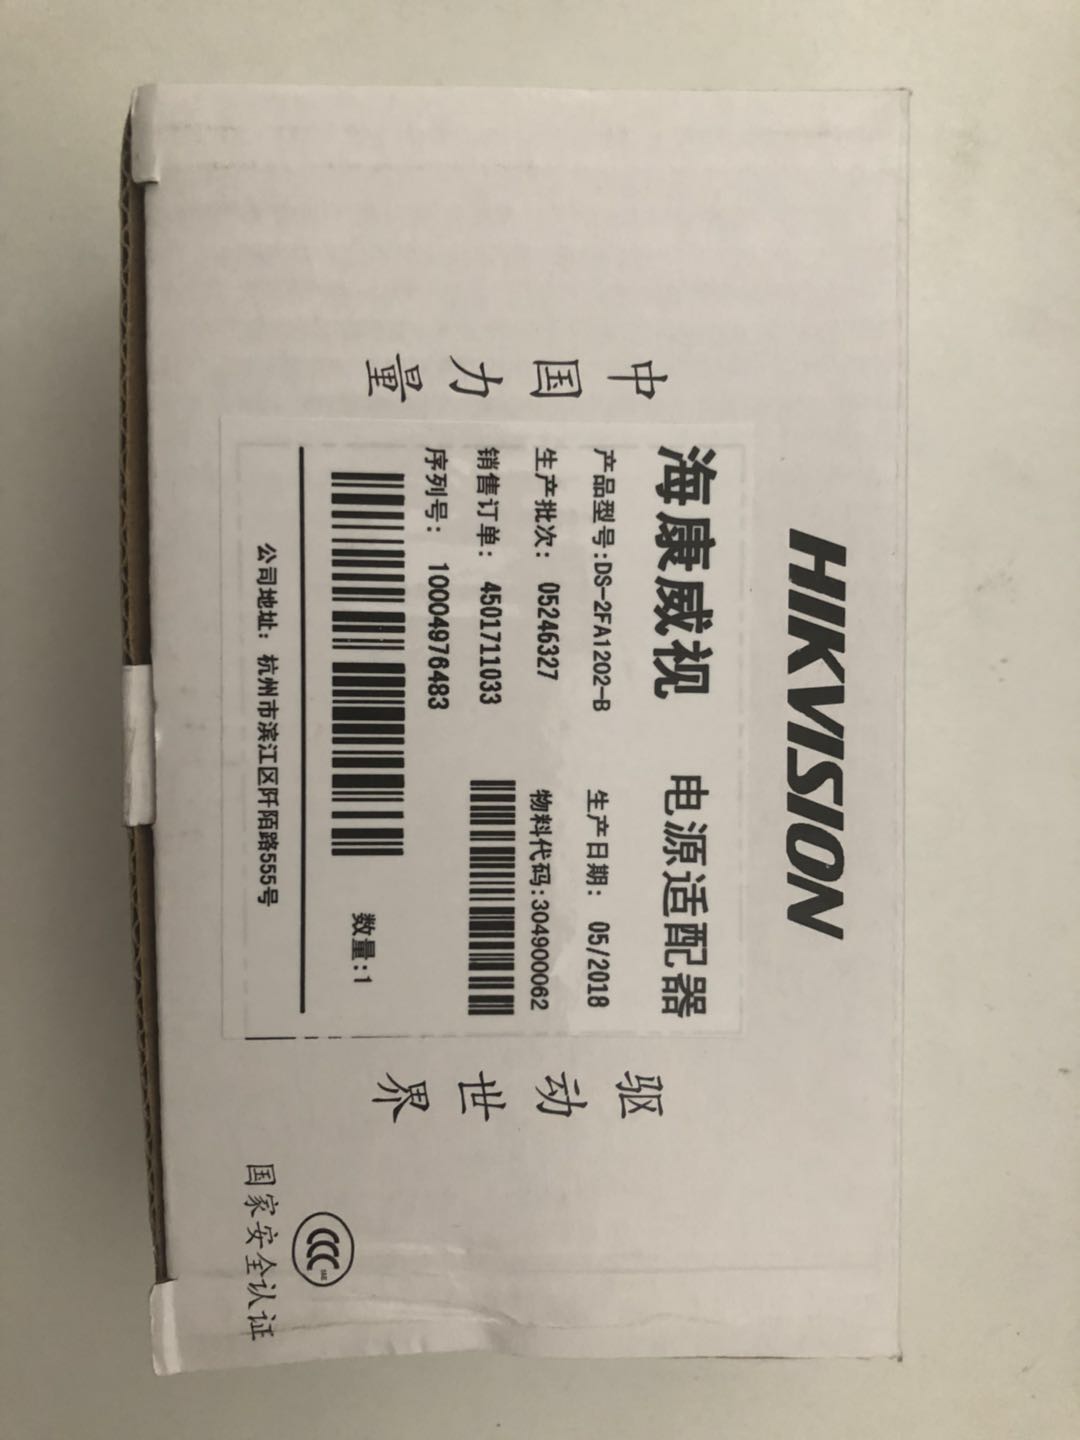 HIKVISION
中国力量
驱动世界
海康威视 电源适配器
产品型号:DS-2FA1202-B 生产日期: 05/2018
生产批次: 05246327 物料代码:304900062
销售订单: 4501711033
序列号: 10004976483
数量:1
公司地址: 杭州市滨江区阡陌路555号
CCC
国家安全认证